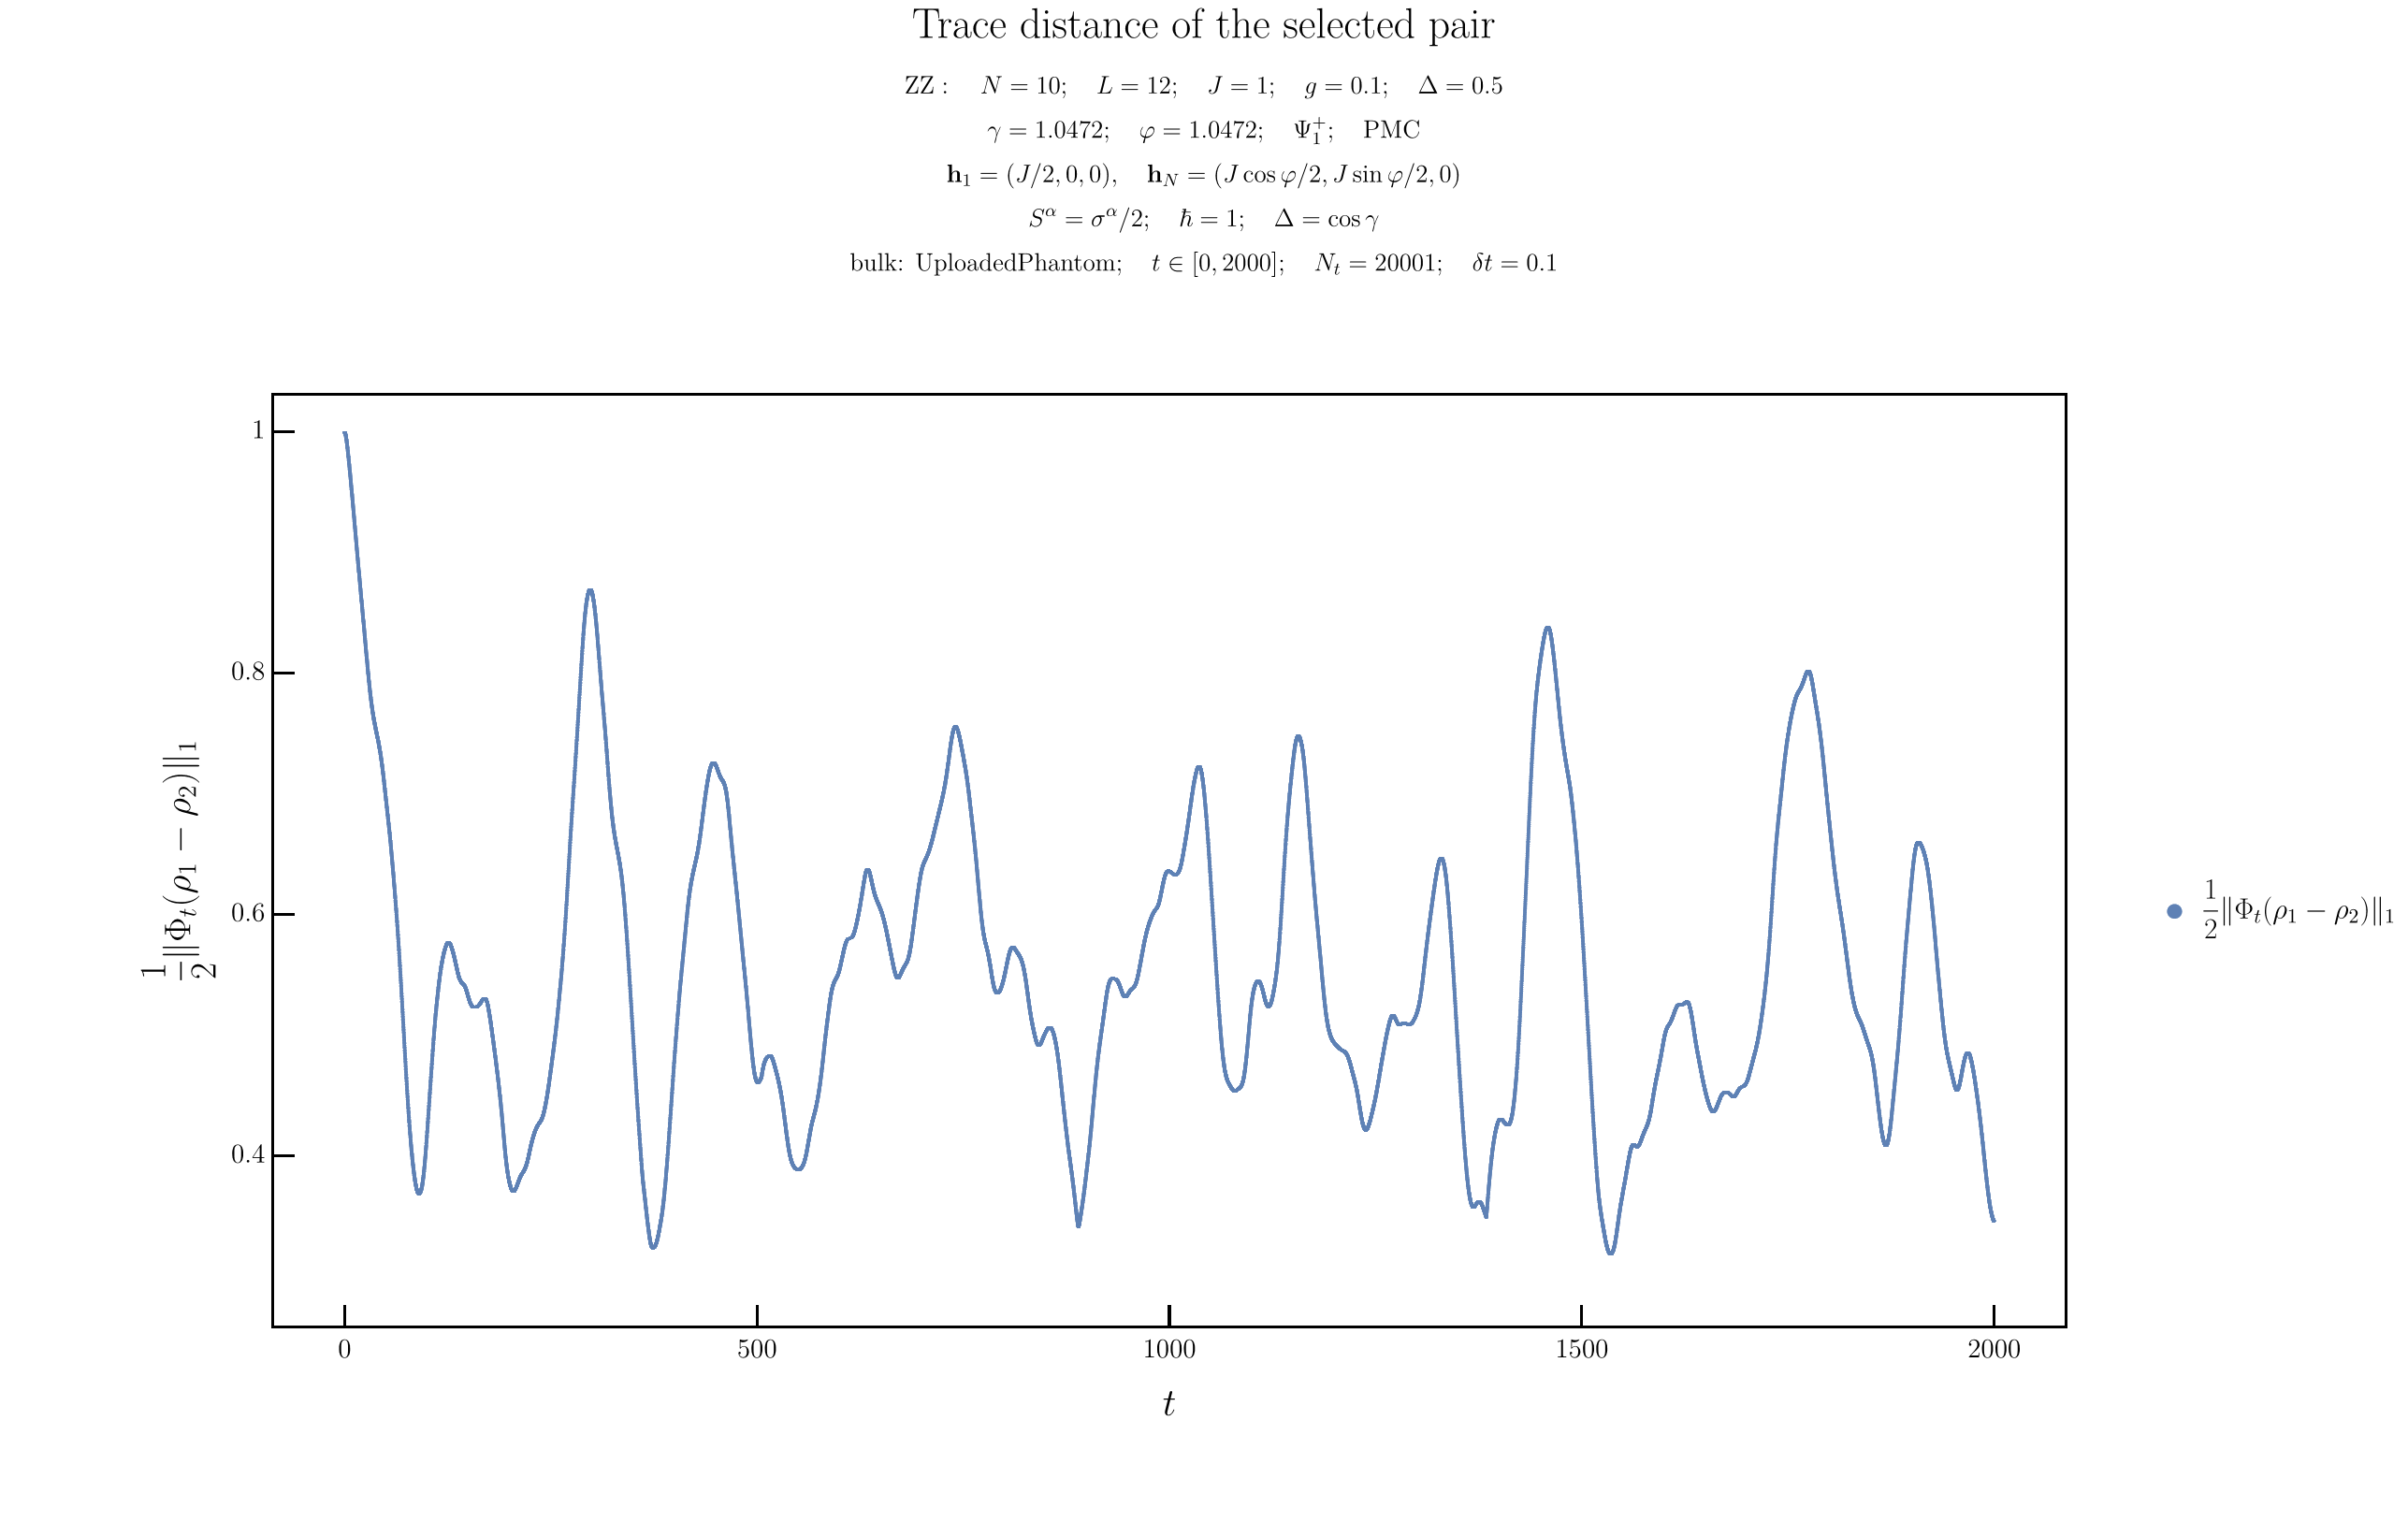 Trace distance of the selected pair
ZZ : N = 10; L = 12; J = 1; g = 0.1; Δ = 0.5
γ = 1.0472; φ = 1.0472; Ψ₁⁺; PMC
h₁ = (J/2, 0, 0), h_N = (J cos φ/2, J sin φ/2, 0)
S^α = σ^α/2; ℏ = 1; Δ = cos γ
bulk: UploadedPhantom; t ∈ [0, 2000]; N_t = 20001; δt = 0.1
1
0.8
0.6
0.4
1/2‖Φ_t(ρ₁ − ρ₂)‖₁
0 500 1000 1500 2000
t
1/2‖Φ_t(ρ₁ − ρ₂)‖₁